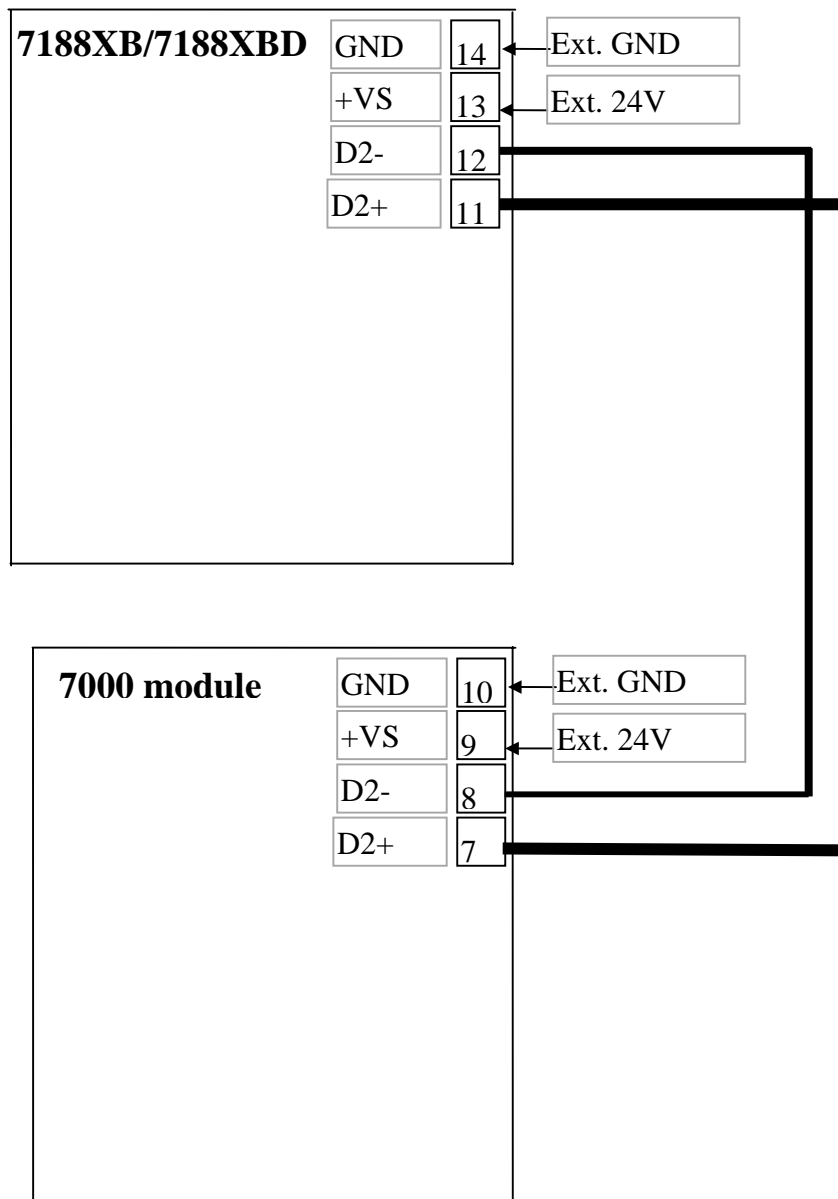 7188XB/7188XBD GND 14 Ext. GND
+VS 13 Ext. 24V
D2- 12
D2+ 11
7000 module GND 10 Ext. GND
+VS 9 Ext. 24V
D2- 8
D2+ 7